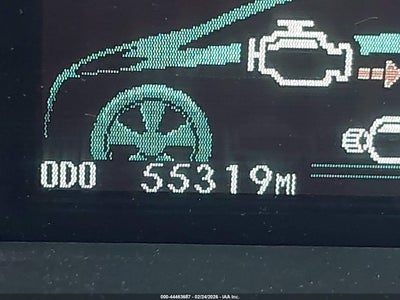 ODO 55319MI
000-44463687 - 02/24/2026 - IAA Inc.